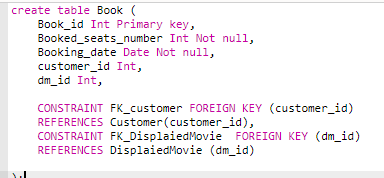 create table Book (
Book_id Int Primary key,
Booked_seats_number Int Not null,
Booking_date Date Not null,
customer_id Int,
dm_id Int,
CONSTRAINT FK_customer FOREIGN KEY (customer_id)
REFERENCES Customer(customer_id),
CONSTRAINT FK_DisplaiedMovie FOREIGN KEY (dm_id)
REFERENCES DisplaiedMovie (dm_id)
);